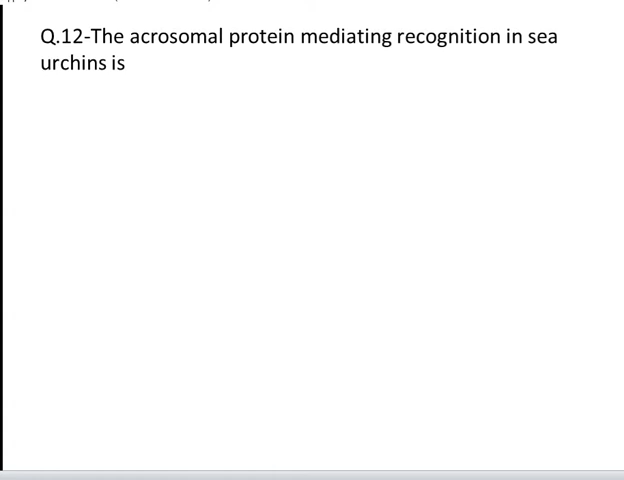 Q.12-The acrosomal protein mediating recognition in sea
urchins is